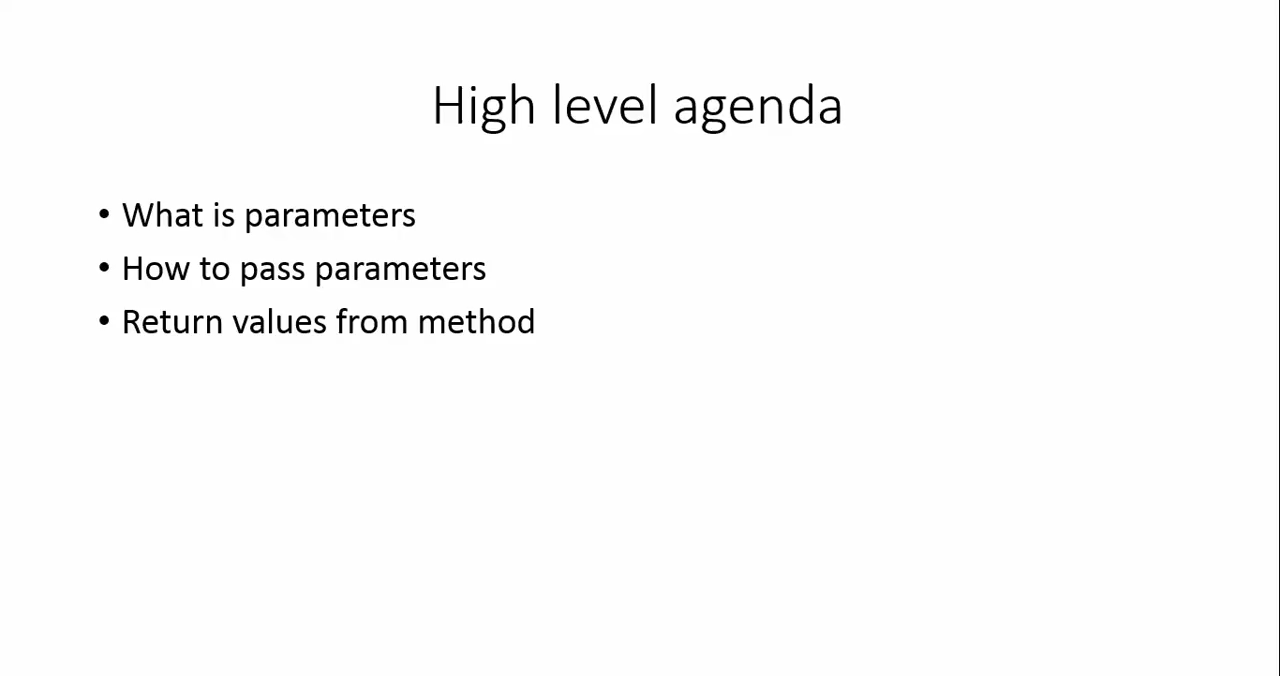 High level agenda
• What is parameters
• How to pass parameters
• Return values from method